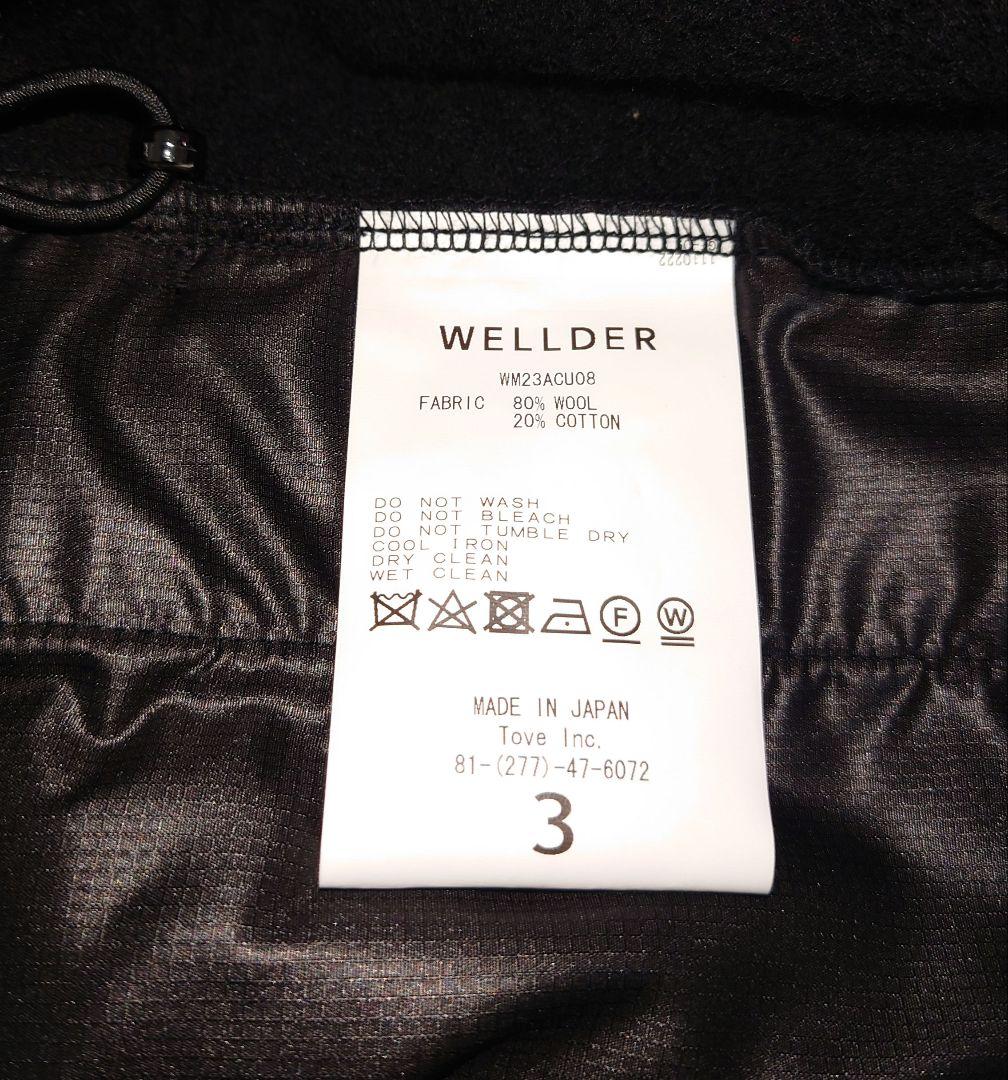 WELLDER
WM23ACU08
FABRIC 80% WOOL
20% COTTON
DO NOT WASH
DO NOT BLEACH
DO NOT TUMBLE DRY
COOL IRON
DRY CLEAN
WET CLEAN
F W
MADE IN JAPAN
Tove Inc.
81-(277)-47-6072
3